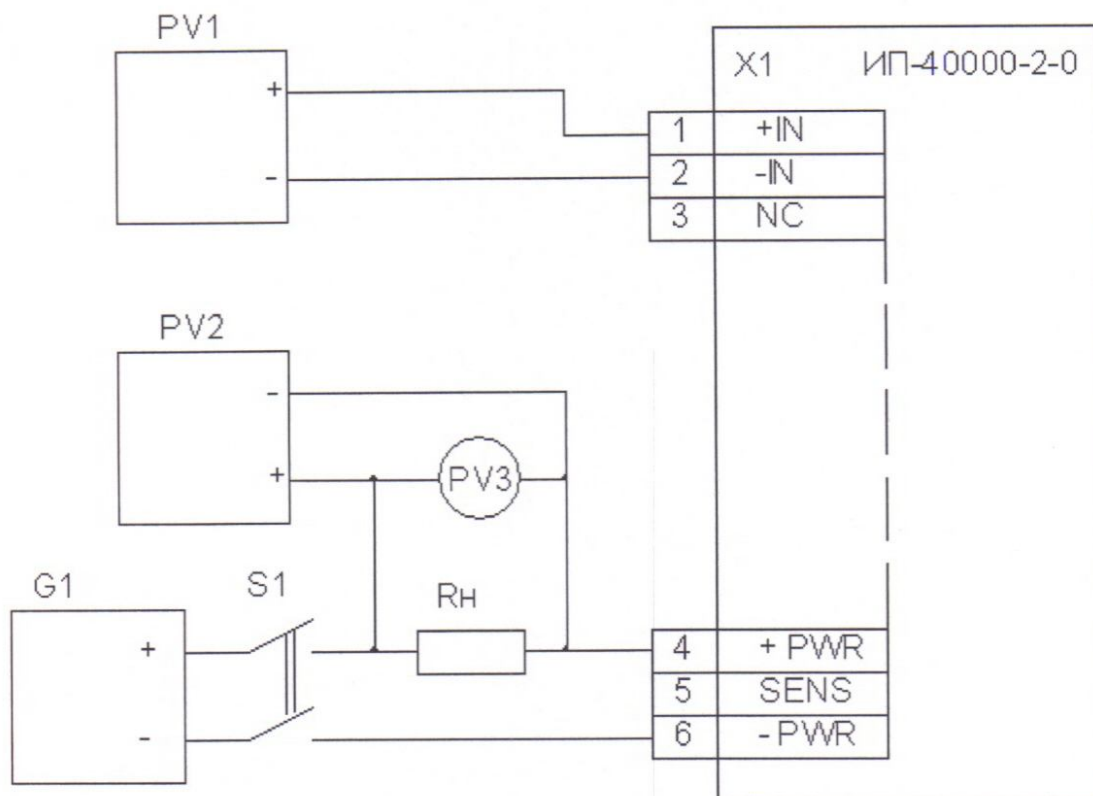 PV1
+
-
X1 ИП-40000-2-0
1 +IN
2 -IN
3 NC
PV2
-
+
PV3
G1
+
-
S1
Rн
4 + PWR
5 SENS
6 - PWR